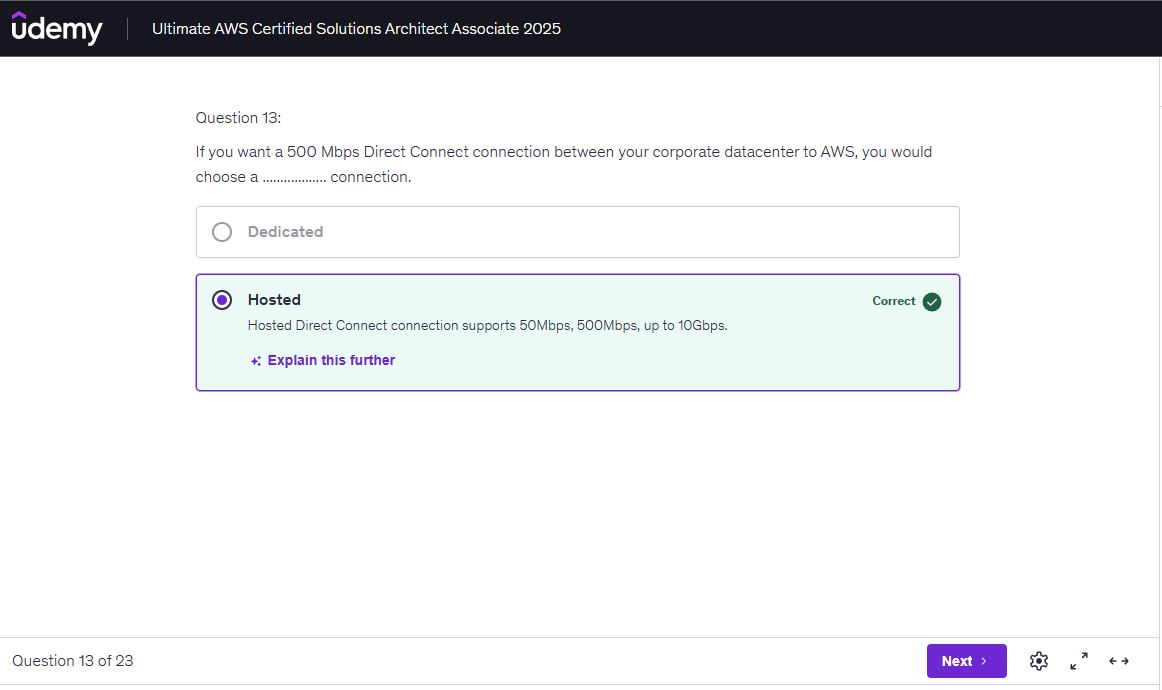 ûdemy
Ultimate AWS Certified Solutions Architect Associate 2025
Question 13:
If you want a 500 Mbps Direct Connect connection between your corporate datacenter to AWS, you would
choose a .................. connection.
Dedicated
Hosted
Correct
Hosted Direct Connect connection supports 50Mbps, 500Mbps, up to 10Gbps.
Explain this further
Question 13 of 23
Next